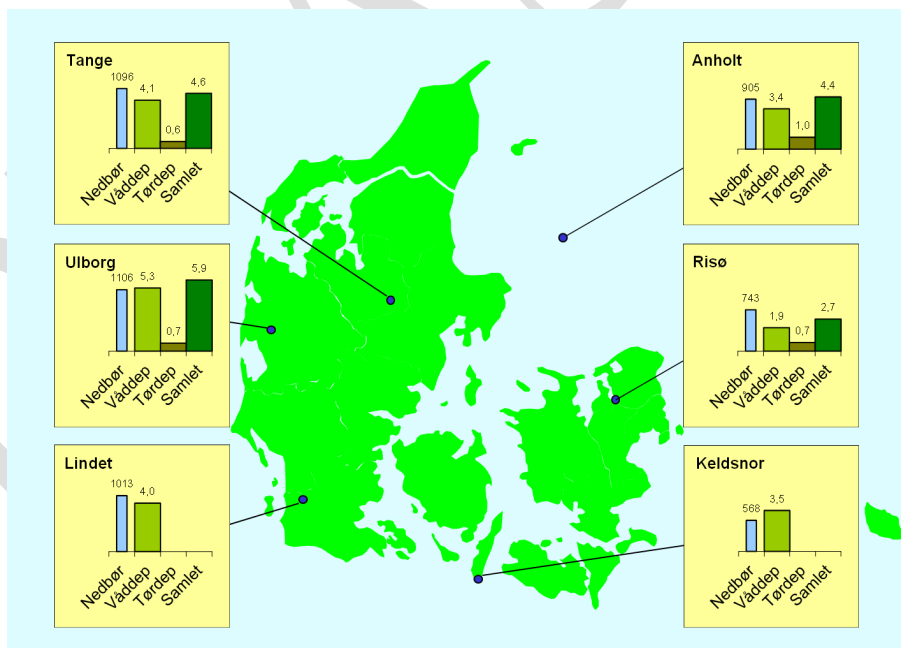 Tange
1096
4,1
0,6
4,6
Nedbør
Våddep
Tørdep
Samlet
Ulborg
1106
5,3
0,7
5,9
Nedbør
Våddep
Tørdep
Samlet
Lindet
1013
4,0
Nedbør
Våddep
Tørdep
Samlet
Anholt
905
3,4
1,0
4,4
Nedbør
Våddep
Tørdep
Samlet
Risø
743
1,9
0,7
2,7
Nedbør
Våddep
Tørdep
Samlet
Keldsnor
568
3,5
Nedbør
Våddep
Tørdep
Samlet